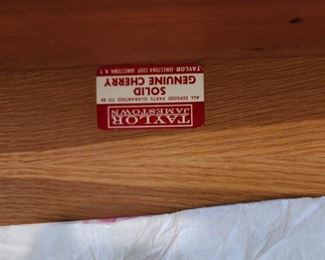 TAYLOR
JAMESTOWN
ALL EXPOSED PARTS GUARANTEED TO BE
SOLID
GENUINE CHERRY
TAYLOR JAMESTOWN CORP JAMESTOWN, N.Y.